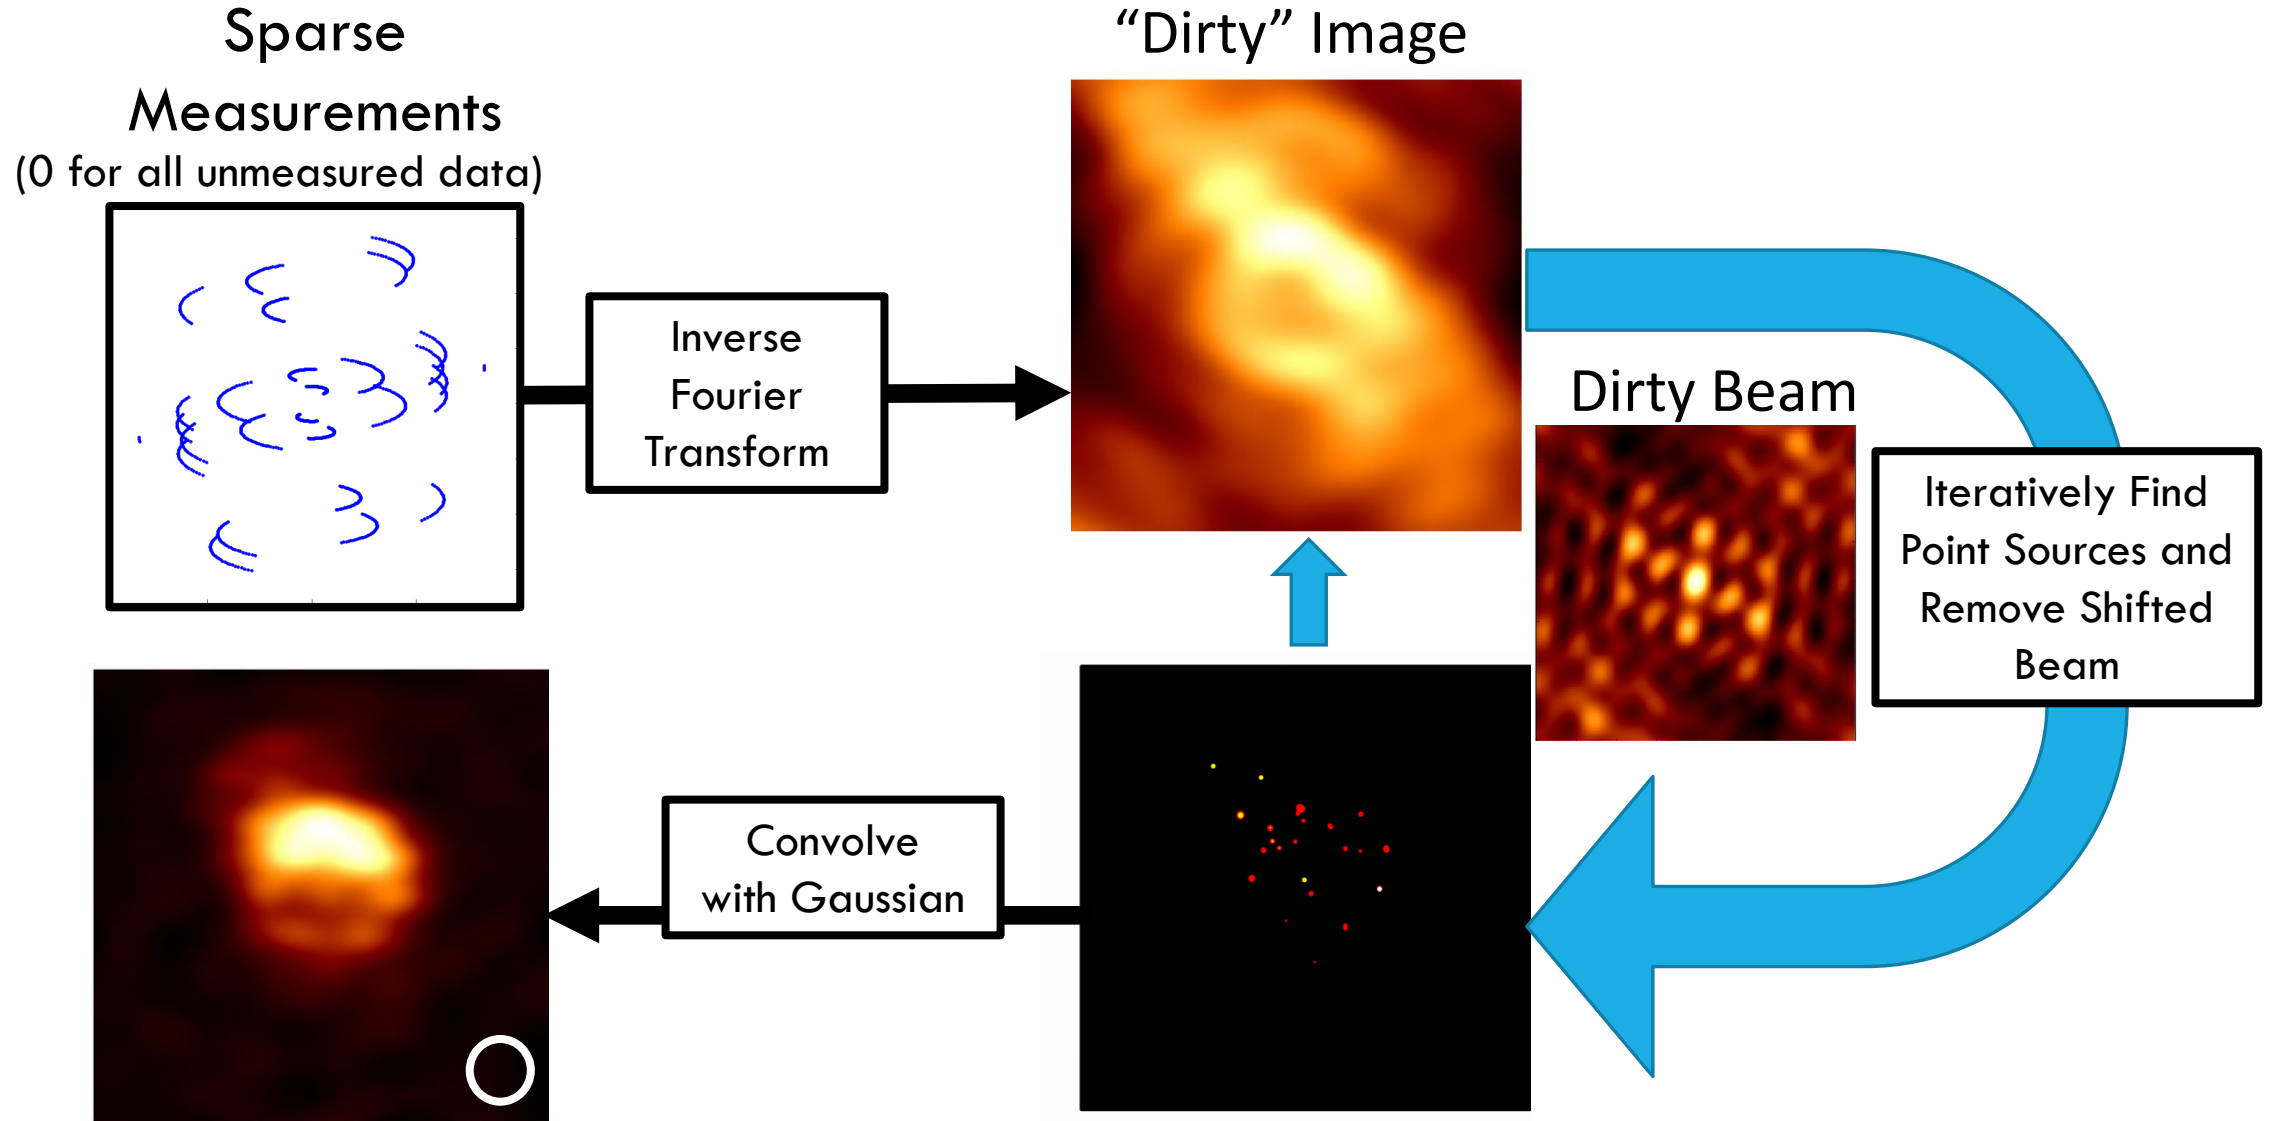 Sparse
Measurements
(0 for all unmeasured data)
Inverse
Fourier
Transform
“Dirty” Image
Dirty Beam
Iteratively Find
Point Sources and
Remove Shifted
Beam
Convolve
with Gaussian